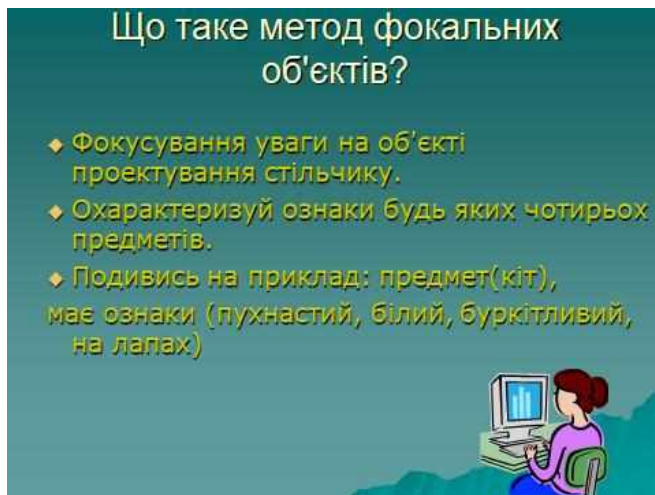 Що таке метод фокальних
об'єктів?
Фокусування уваги на об'єкті
проектування стільчику.
Охарактеризуй ознаки будь яких чотирьох
предметів.
Подивись на приклад: предмет(кіт),
має ознаки (пухнастий, білий, буркітливий,
на лапах)